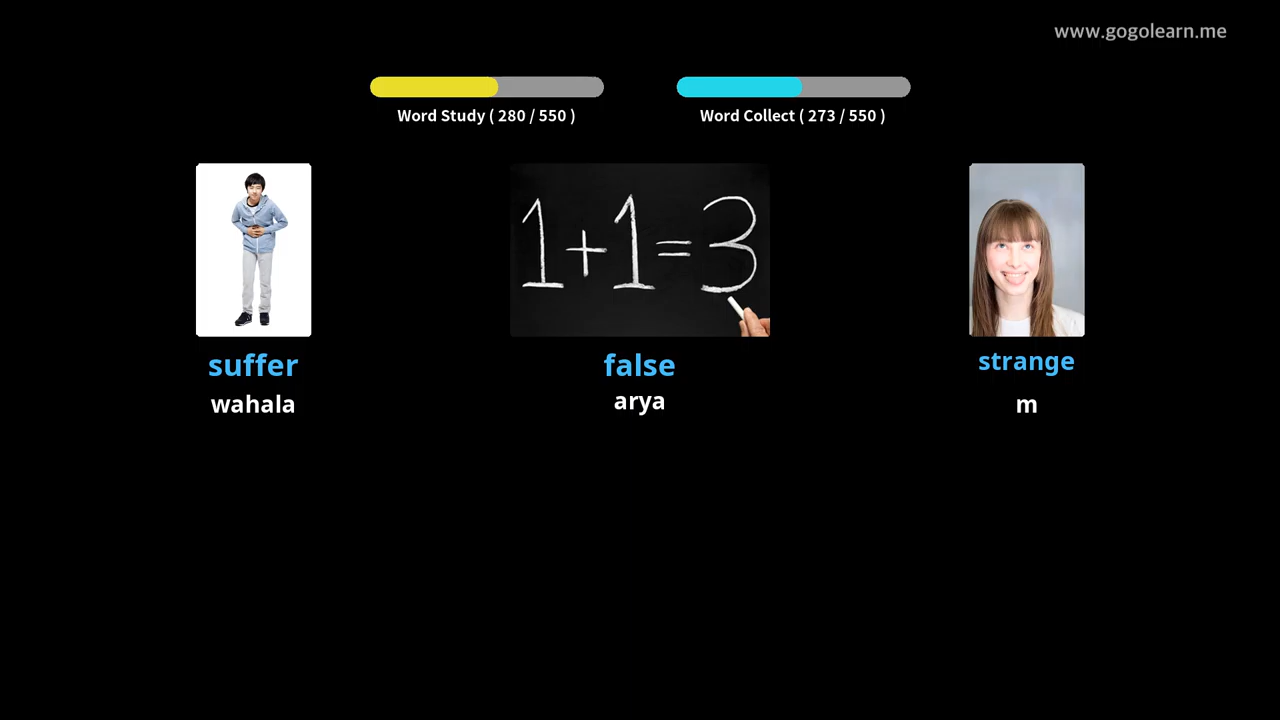 www.gogolearn.me
Word Study ( 280 / 550 )
Word Collect ( 273 / 550 )
1+1=3
suffer
wahala
false
arya
strange
m